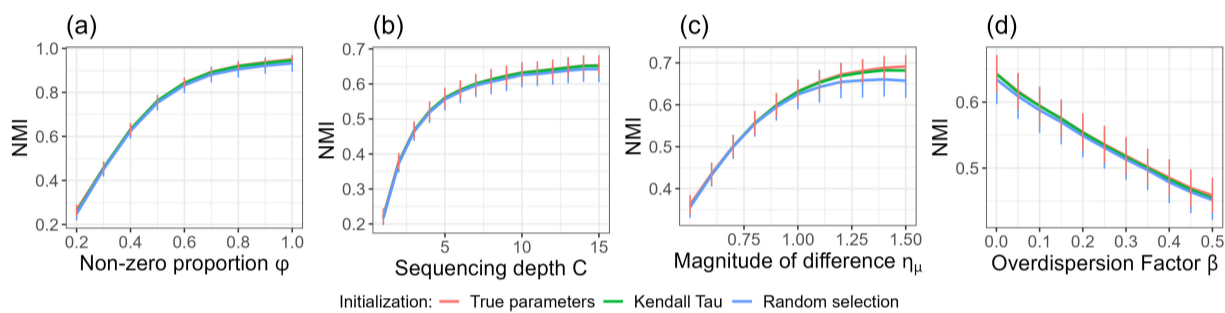 (a)
NMI
1.0
0.8
0.6
0.4
0.2
0.2 0.4 0.6 0.8 1.0
Non-zero proportion φ
(b)
NMI
0.7
0.6
0.5
0.4
0.3
0.2
5 10 15
Sequencing depth C
(c)
NMI
0.7
0.6
0.5
0.4
0.75 1.00 1.25 1.50
Magnitude of difference ημ
(d)
NMI
0.6
0.5
0.0 0.1 0.2 0.3 0.4 0.5
Overdispersion Factor β
Initialization: True parameters Kendall Tau Random selection